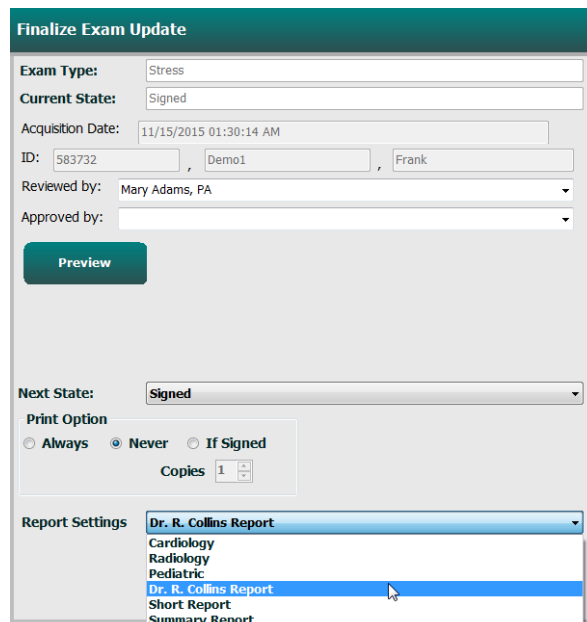 Finalize Exam Update
Exam Type: Stress
Current State: Signed
Acquisition Date: 11/15/2015 01:30:14 AM
ID: 583732 , Demo1 , Frank
Reviewed by: Mary Adams, PA
Approved by:
Preview
Next State: Signed
Print Option
Always Never If Signed
Copies 1
Report Settings Dr. R. Collins Report
Cardiology
Radiology
Pediatric
Dr. R. Collins Report
Short Report
Summary Report